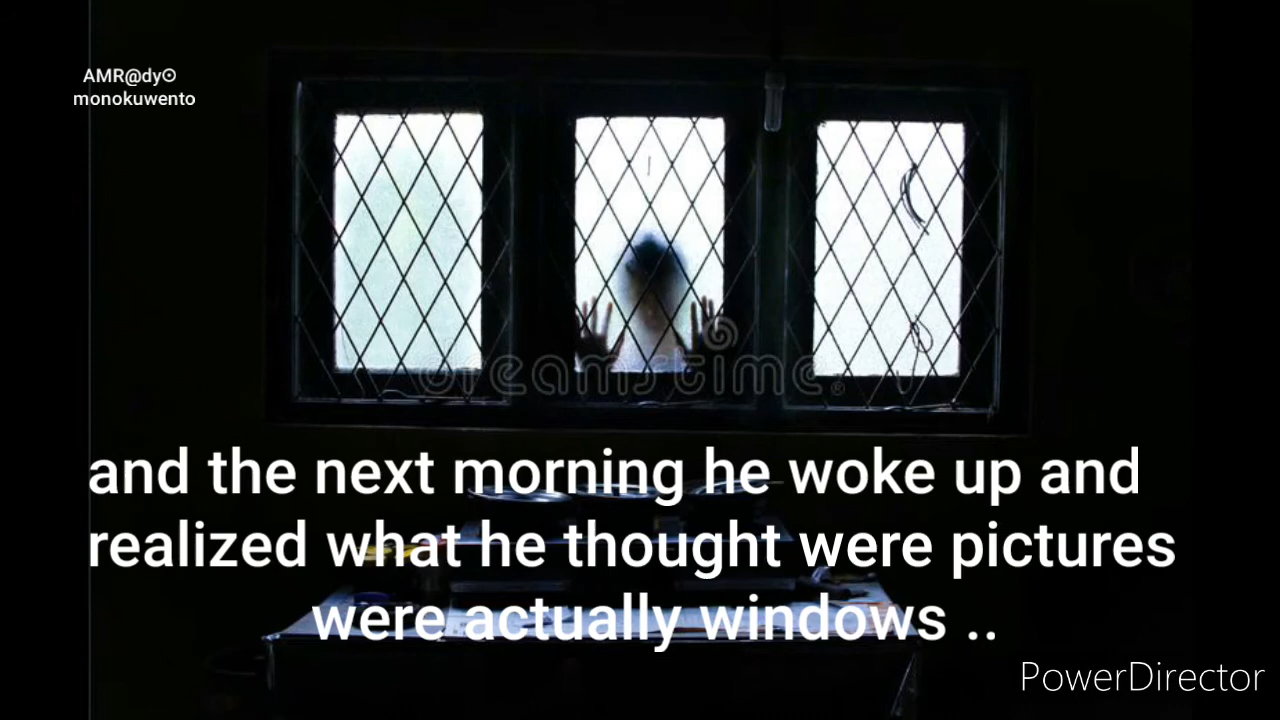 AMR@dy⊙
monokuwento
dreamstime®
and the next morning he woke up and
realized what he thought were pictures
were actually windows ..
PowerDirector